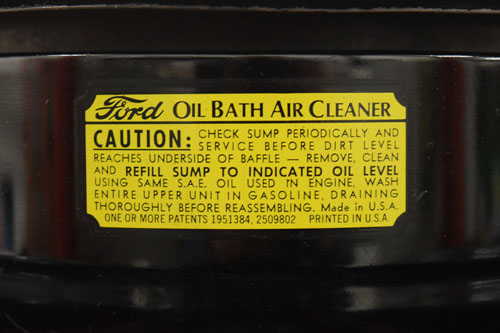 Ford OIL BATH AIR CLEANER
CAUTION: CHECK SUMP PERIODICALLY AND
SERVICE BEFORE DIRT LEVEL
REACHES UNDERSIDE OF BAFFLE — REMOVE, CLEAN
AND REFILL SUMP TO INDICATED OIL LEVEL
USING SAME S.A.E. OIL USED IN ENGINE, WASH
ENTIRE UPPER UNIT IN GASOLINE, DRAINING
THOROUGHLY BEFORE REASSEMBLING. Made in U.S.A.
ONE OR MORE PATENTS 1951384, 2509802 PRINTED IN U.S.A.